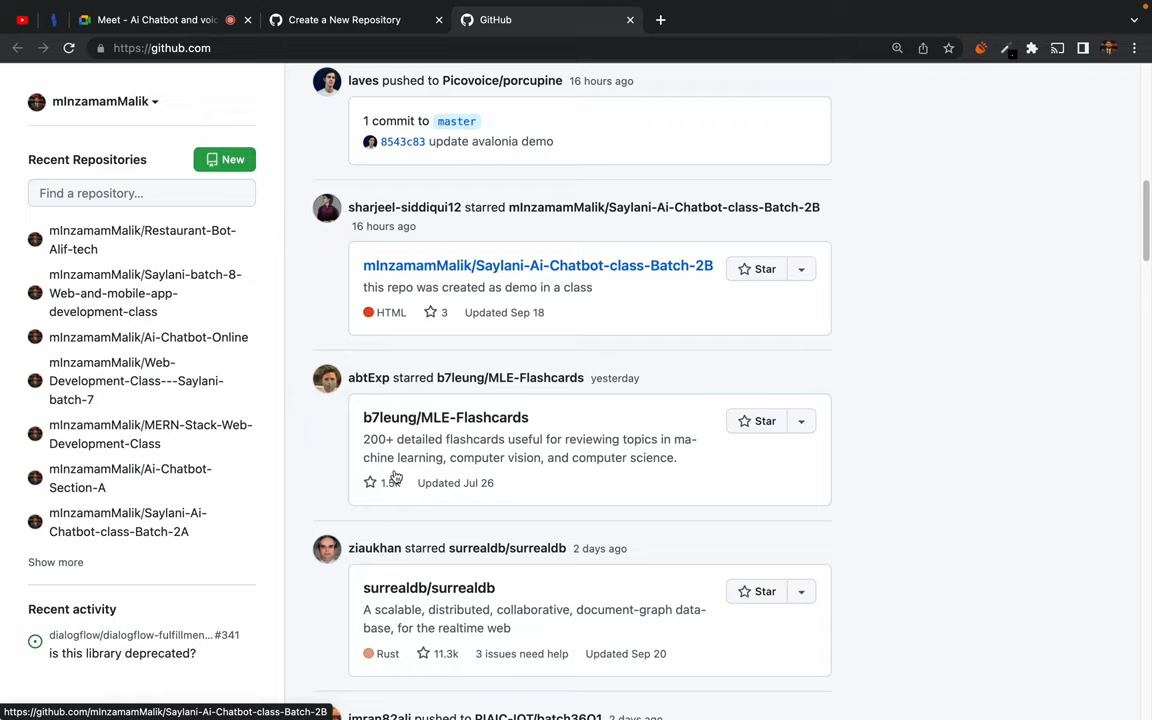 Meet - Ai Chatbot and voic
Create a New Repository
GitHub
https://github.com
mInzamamMalik
Recent Repositories
New
Find a repository...
mInzamamMalik/Restaurant-Bot-
Alif-tech
mInzamamMalik/Saylani-batch-8-
Web-and-mobile-app-
development-class
mInzamamMalik/Ai-Chatbot-Online
mInzamamMalik/Web-
Development-Class---Saylani-
batch-7
mInzamamMalik/MERN-Stack-Web-
Development-Class
mInzamamMalik/Ai-Chatbot-
Section-A
mInzamamMalik/Saylani-Ai-
Chatbot-class-Batch-2A
Show more
Recent activity
dialogflow/dialogflow-fulfillmen... #341
is this library deprecated?
https://github.com/mInzamamMalik/Saylani-Ai-Chatbot-class-Batch-2B
laves pushed to Picovoice/porcupine 16 hours ago
1 commit to master
8543c83 update avalonia demo
sharjeel-siddiqui12 starred mInzamamMalik/Saylani-Ai-Chatbot-class-Batch-2B
16 hours ago
mInzamamMalik/Saylani-Ai-Chatbot-class-Batch-2B
Star
this repo was created as demo in a class
HTML 3 Updated Sep 18
abtExp starred b7leung/MLE-Flashcards yesterday
b7leung/MLE-Flashcards
Star
200+ detailed flashcards useful for reviewing topics in ma-
chine learning, computer vision, and computer science.
Updated Jul 26
ziaukhan starred surrealdb/surrealdb 2 days ago
surrealdb/surrealdb
Star
A scalable, distributed, collaborative, document-graph data-
base, for the realtime web
Rust 11.3k 3 issues need help Updated Sep 20
imran82ali pushed to PIAIC-IOT/batch36Q1 2 days ago